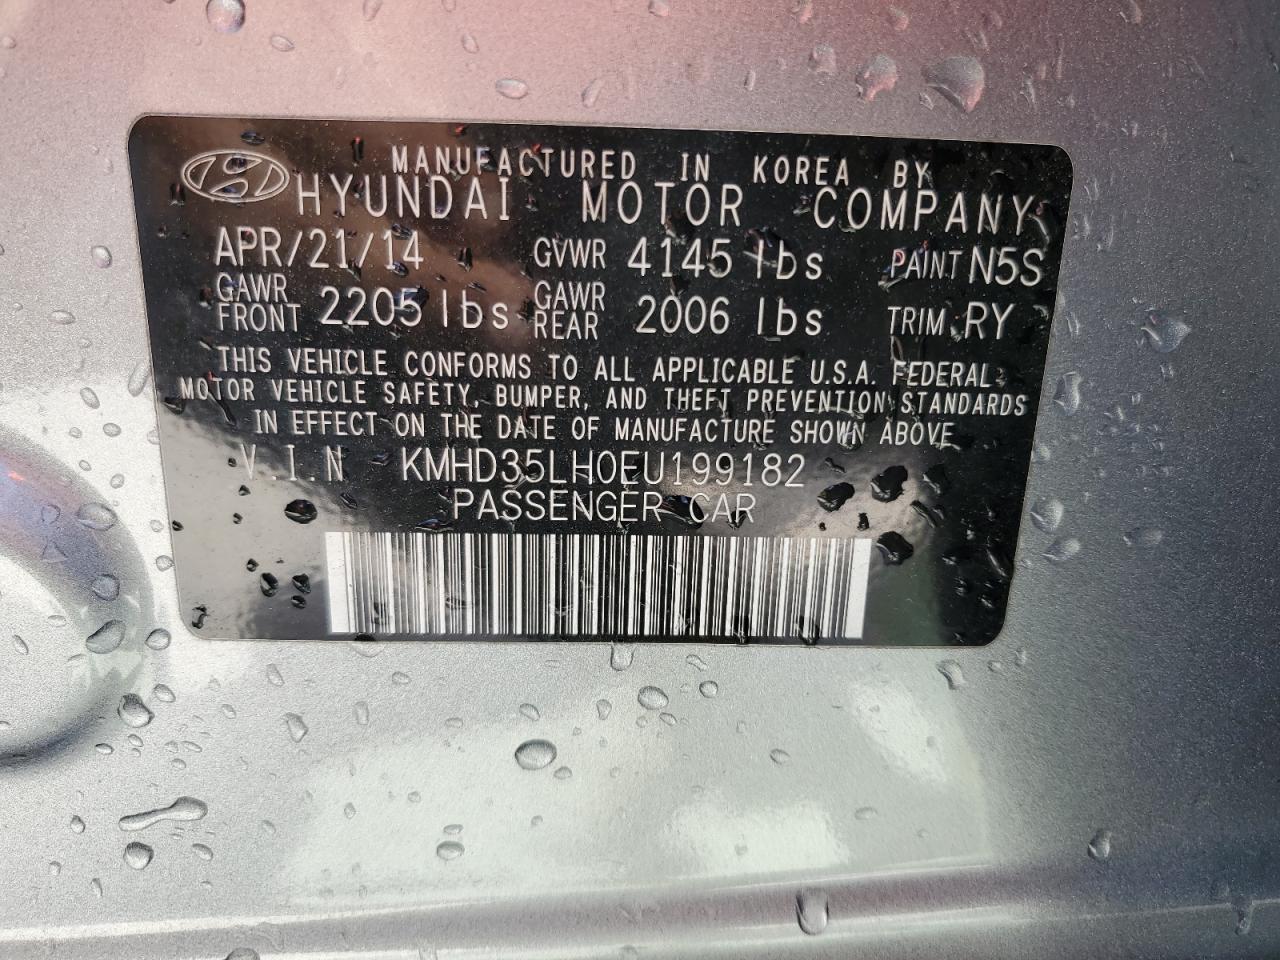 MANUFACTURED IN KOREA BY
HYUNDAI MOTOR COMPANY
APR/21/14 GVWR 4145 lbs PAINT N5S
GAWR FRONT 2205 lbs GAWR REAR 2006 lbs TRIM RY
THIS VEHICLE CONFORMS TO ALL APPLICABLE U.S.A. FEDERAL
MOTOR VEHICLE SAFETY, BUMPER, AND THEFT PREVENTION STANDARDS
IN EFFECT ON THE DATE OF MANUFACTURE SHOWN ABOVE
V.I.N KMHD35LH0EU199182
PASSENGER CAR